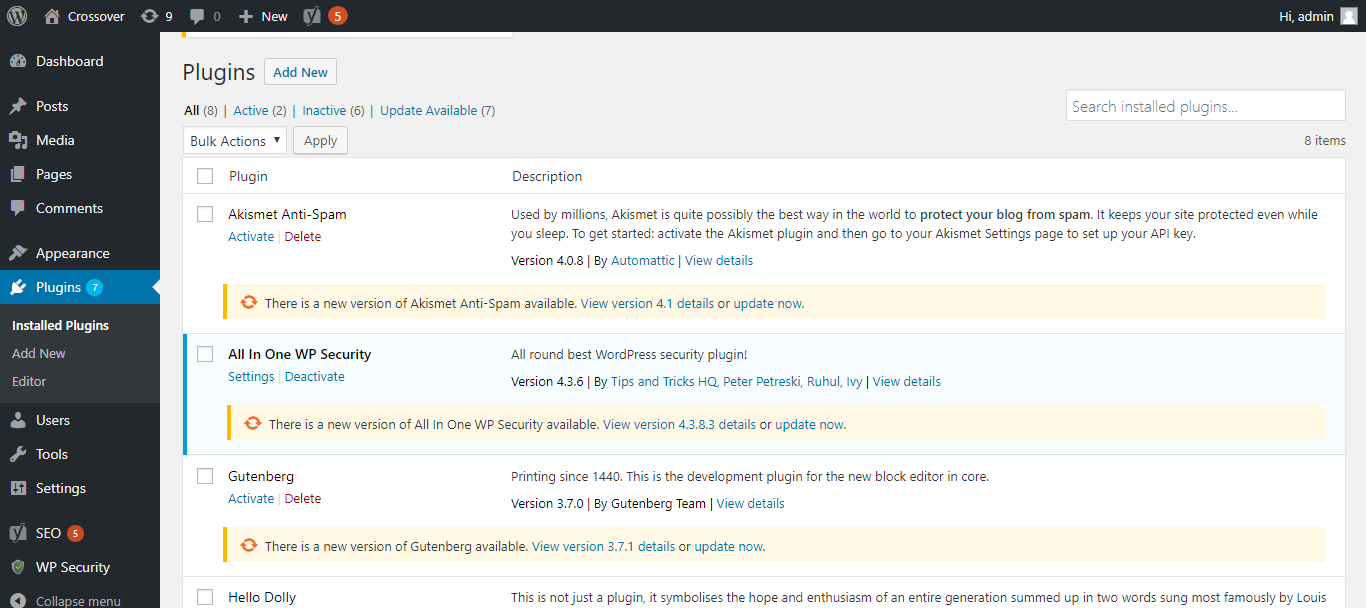 Crossover 9 0 New 5 Hi, admin
Dashboard
Posts
Media
Pages
Comments
Appearance
Plugins 7
Installed Plugins
Add New
Editor
Users
Tools
Settings
SEO 5
WP Security
Collapse menu
Plugins Add New
All (8) | Active (2) | Inactive (6) | Update Available (7)
Search installed plugins...
Bulk Actions Apply
8 items
Plugin Description
Akismet Anti-Spam
Activate | Delete
Used by millions, Akismet is quite possibly the best way in the world to protect your blog from spam. It keeps your site protected even while
you sleep. To get started: activate the Akismet plugin and then go to your Akismet Settings page to set up your API key.
Version 4.0.8 | By Automattic | View details
There is a new version of Akismet Anti-Spam available. View version 4.1 details or update now.
All In One WP Security
Settings | Deactivate
All round best WordPress security plugin!
Version 4.3.6 | By Tips and Tricks HQ, Peter Petreski, Ruhul, Ivy | View details
There is a new version of All In One WP Security available. View version 4.3.8.3 details or update now.
Gutenberg
Activate | Delete
Printing since 1440. This is the development plugin for the new block editor in core.
Version 3.7.0 | By Gutenberg Team | View details
There is a new version of Gutenberg available. View version 3.7.1 details or update now.
Hello Dolly
This is not just a plugin, it symbolises the hope and enthusiasm of an entire generation summed up in two words sung most famously by Louis